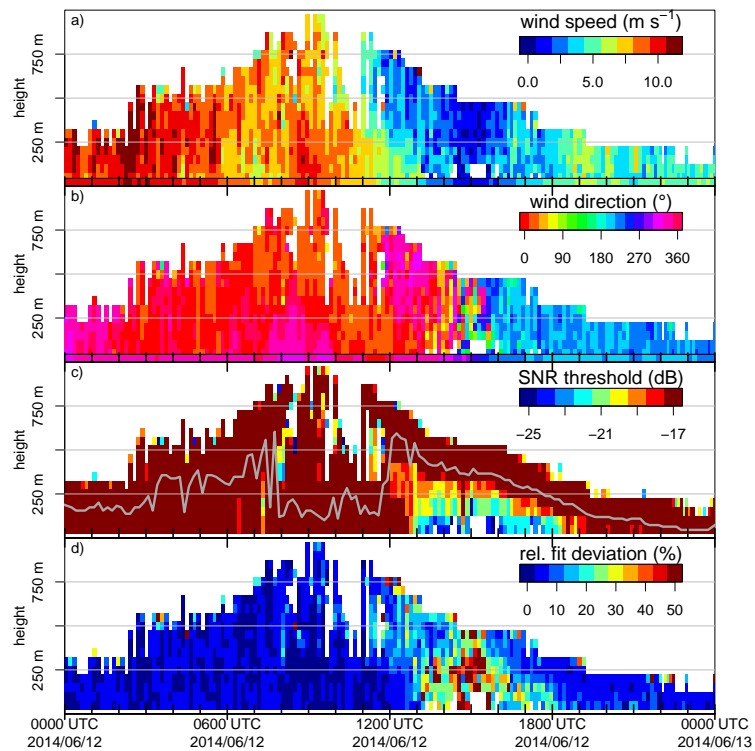 a)
wind speed (m s⁻¹)
0.0 5.0 10.0
750 m
250 m
height
b)
wind direction (°)
0 90 180 270 360
750 m
250 m
height
c)
SNR threshold (dB)
−25 −21 −17
750 m
250 m
height
d)
rel. fit deviation (%)
0 10 20 30 40 50
750 m
250 m
height
0000 UTC 0600 UTC 1200 UTC 1800 UTC 0000 UTC
2014/06/12 2014/06/12 2014/06/12 2014/06/12 2014/06/13